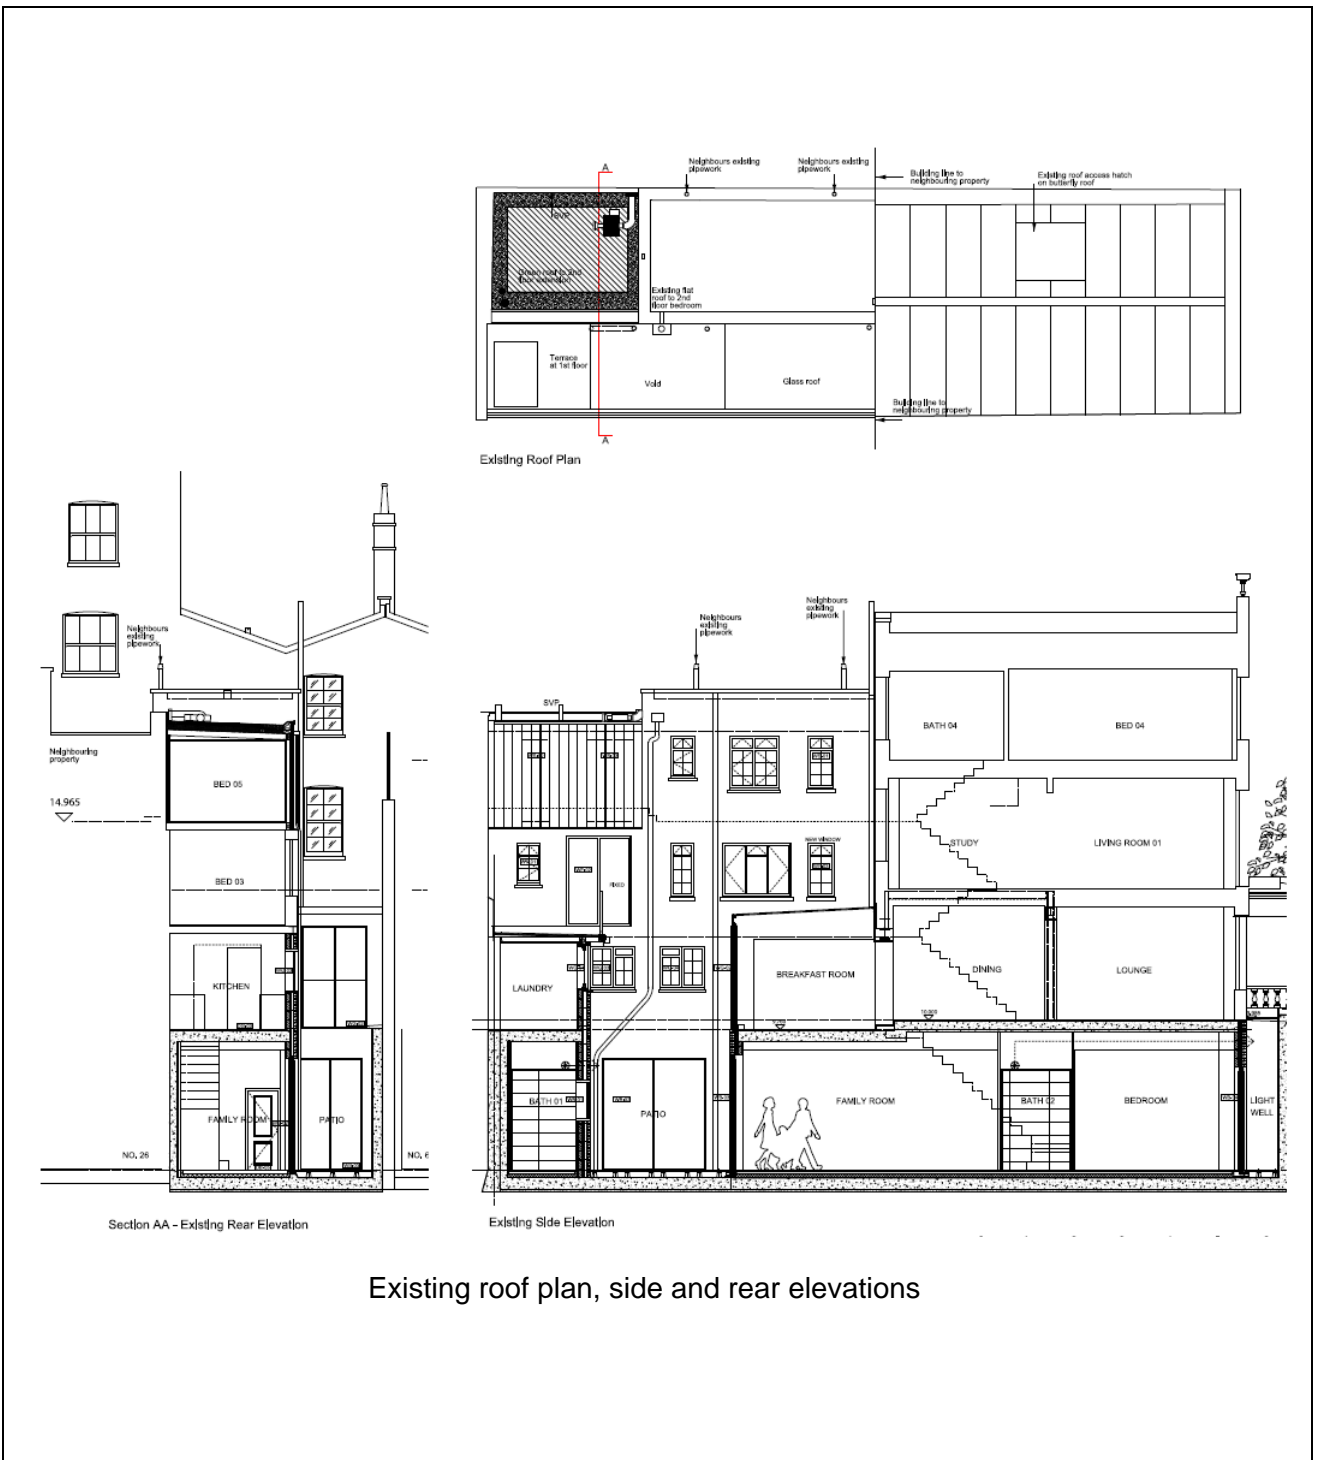 A
Neighbours existing
pipework
Neighbours existing
pipework
Building line to
neighbouring property
Existing roof access hatch
on butterfly roof
SVP
Green roof to 2nd
floor extension
Existing flat
roof to 2nd
floor bedroom
Terrace
at 1st floor
Void
Glass roof
Building line to
neighbouring property
A
Existing Roof Plan
Neighbours
existing
pipework
Neighbouring
property
14.965
BED 05
BED 03
KITCHEN
FAMILY ROOM
PATIO
NO. 26
NO. 6
Section AA - Existing Rear Elevation
Neighbours
existing
pipework
Neighbours
existing
pipework
SVP
BATH 04
BED 04
NEW WINDOW
STUDY
LIVING ROOM 01
FIXED
LAUNDRY
BREAKFAST ROOM
DINING
LOUNGE
BATH 01
PATIO
FAMILY ROOM
BATH 02
BEDROOM
LIGHT
WELL
Existing Side Elevation
Existing roof plan, side and rear elevations